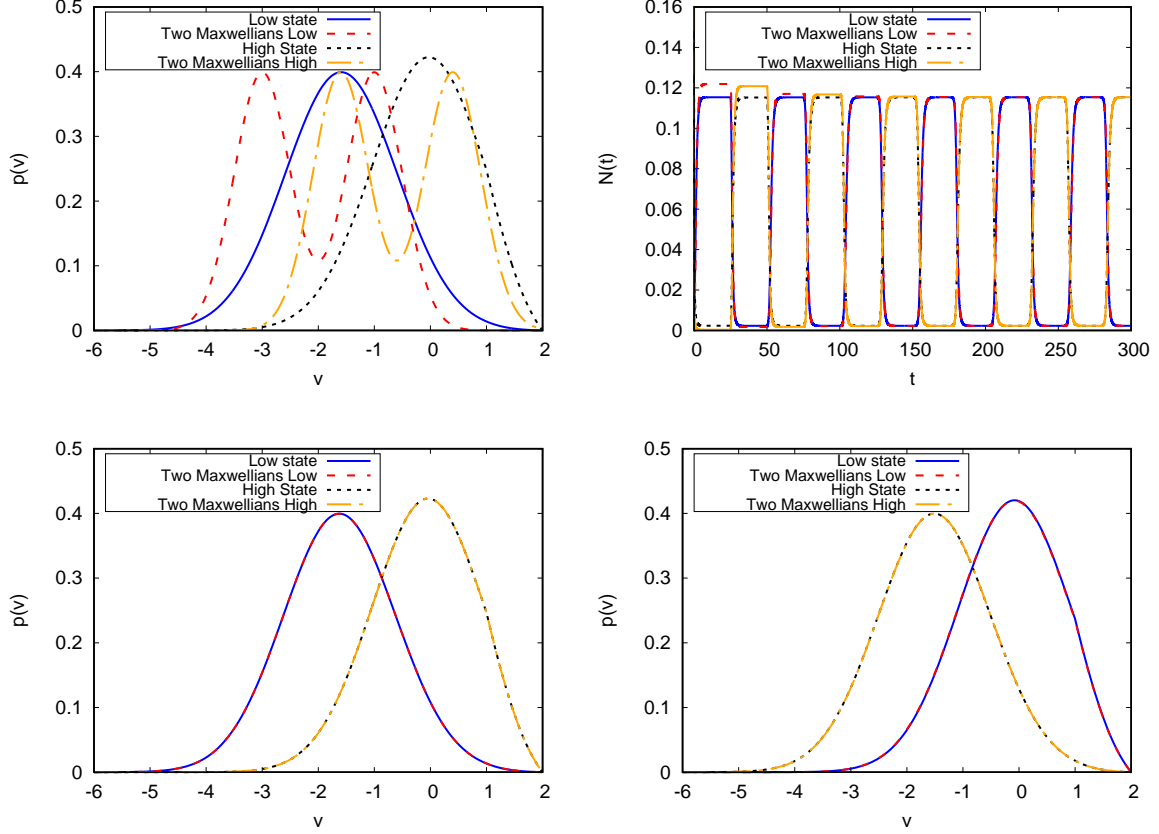 0.5
0.4
0.3
0.2
0.1
0
-6 -5 -4 -3 -2 -1 0 1 2
p(v)
v
Low state
Two Maxwellians Low
High State
Two Maxwellians High
0.16
0.14
0.12
0.1
0.08
0.06
0.04
0.02
0
0 50 100 150 200 250 300
N(t)
t
Low state
Two Maxwellians Low
High State
Two Maxwellians High
0.5
0.4
0.3
0.2
0.1
0
-6 -5 -4 -3 -2 -1 0 1 2
p(v)
v
Low state
Two Maxwellians Low
High State
Two Maxwellians High
0.5
0.4
0.3
0.2
0.1
0
-6 -5 -4 -3 -2 -1 0 1 2
p(v)
v
Low state
Two Maxwellians Low
High State
Two Maxwellians High